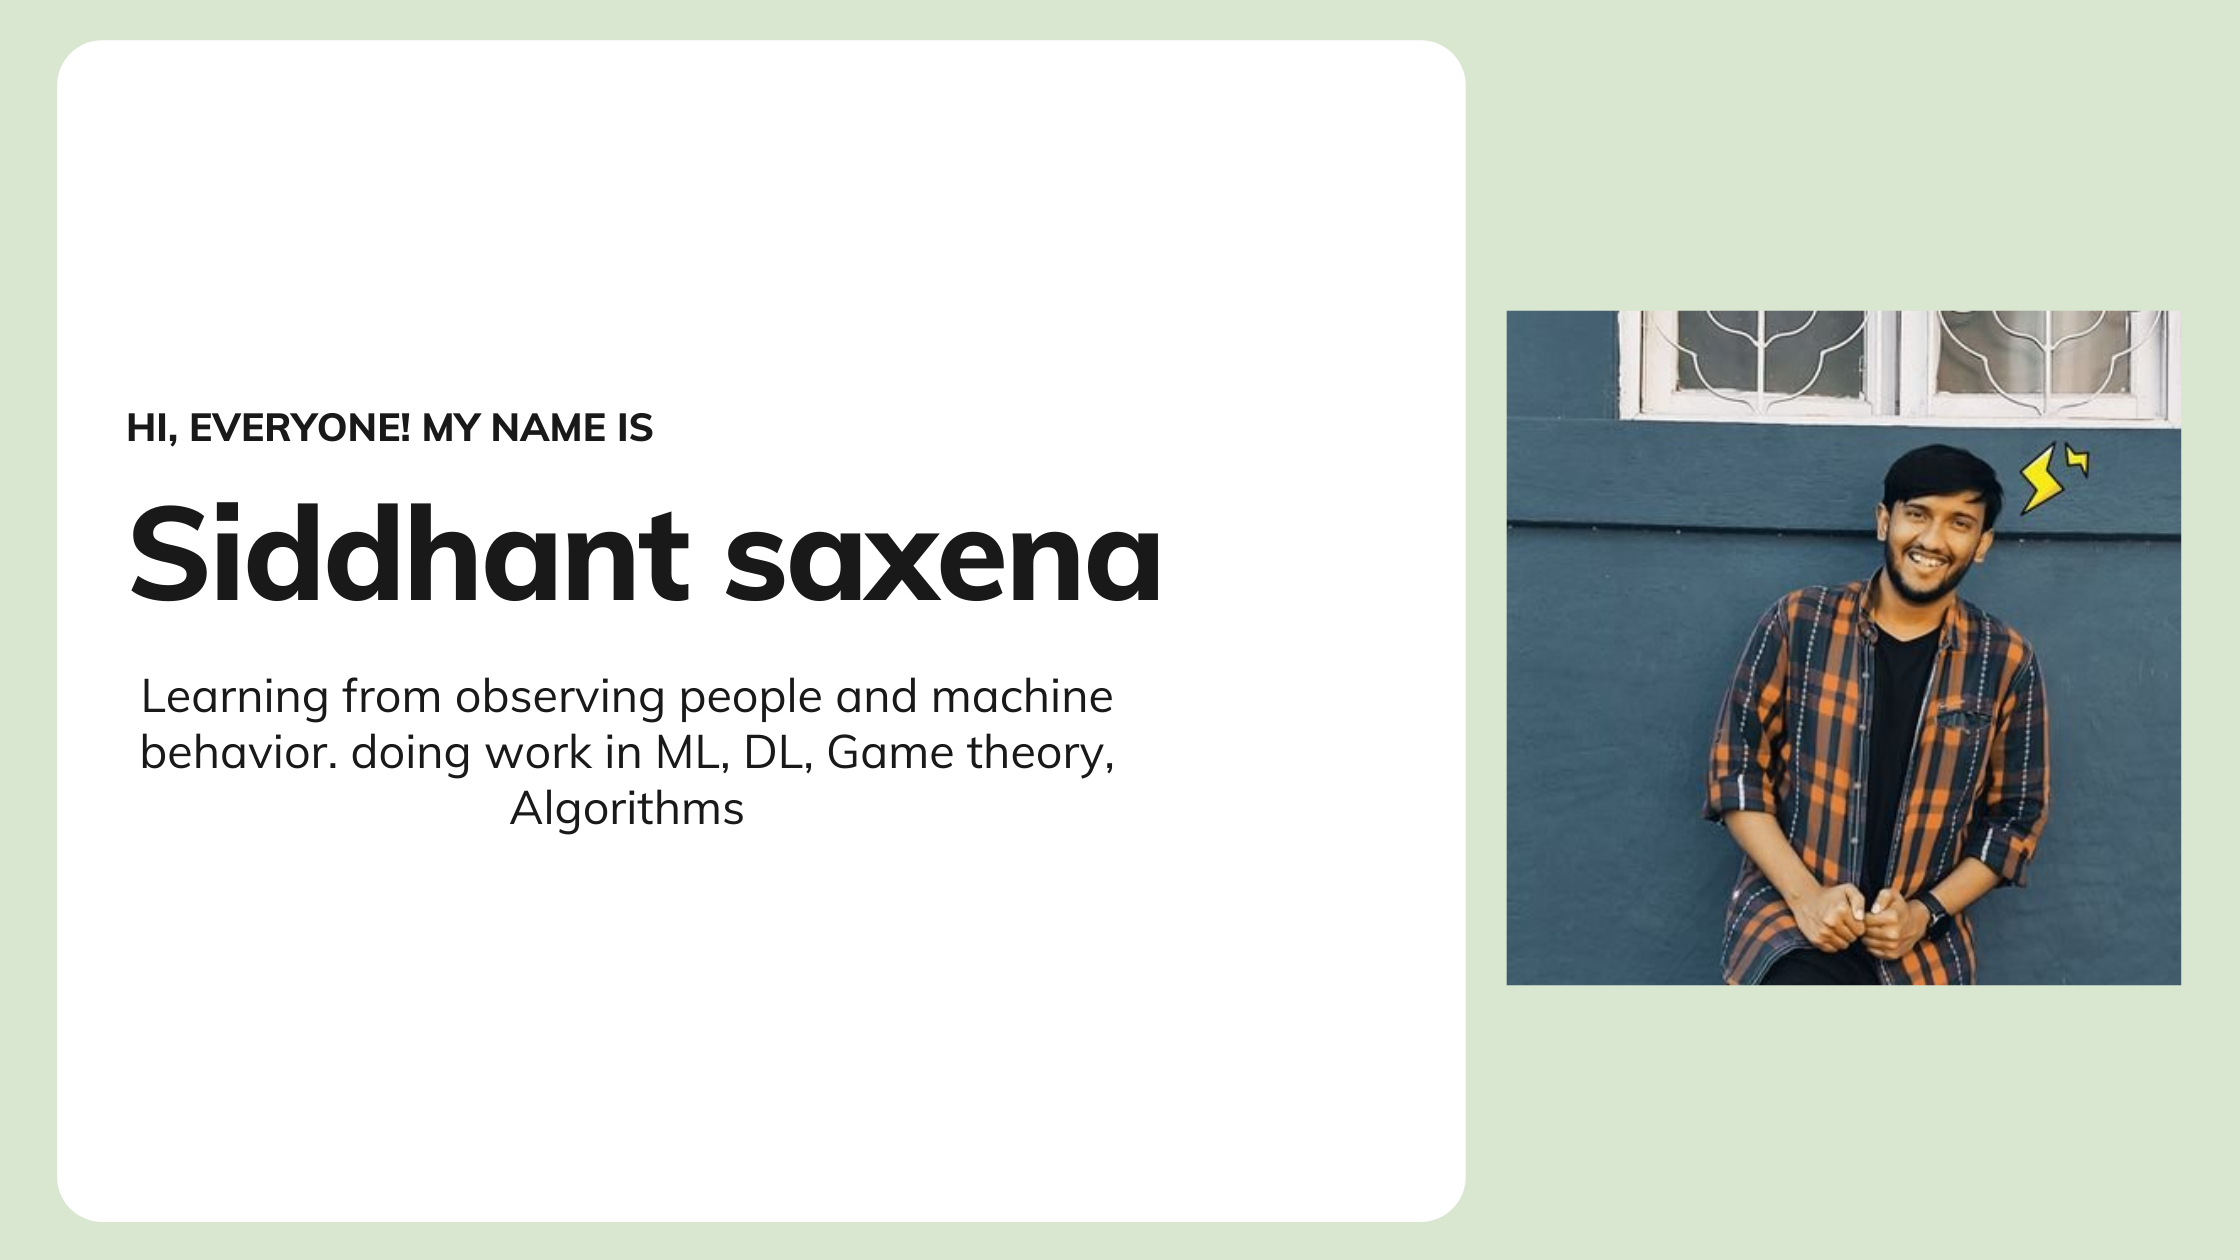 HI, EVERYONE! MY NAME IS
Siddhant saxena
Learning from observing people and machine
behavior. doing work in ML, DL, Game theory,
Algorithms